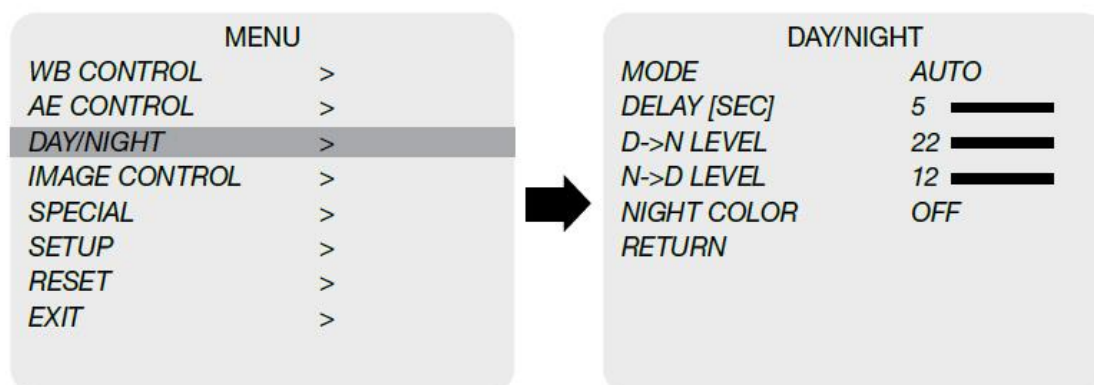 MENU
WB CONTROL >
AE CONTROL >
DAY/NIGHT >
IMAGE CONTROL >
SPECIAL >
SETUP >
RESET >
EXIT >
DAY/NIGHT
MODE AUTO
DELAY [SEC] 5
D->N LEVEL 22
N->D LEVEL 12
NIGHT COLOR OFF
RETURN